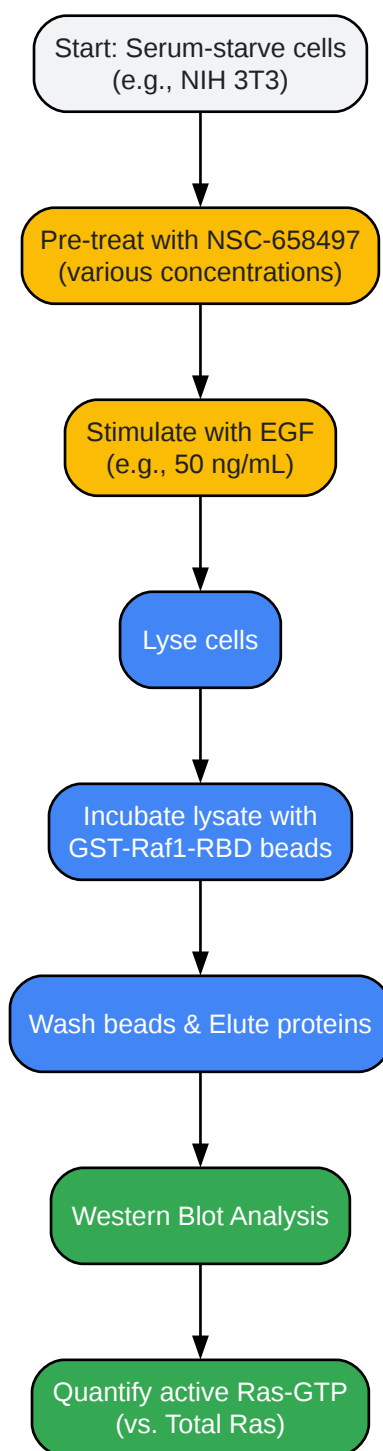 Start: Serum-starve cells
(e.g., NIH 3T3)
Pre-treat with NSC-658497
(various concentrations)
Stimulate with EGF
(e.g., 50 ng/mL)
Lyse cells
Incubate lysate with
GST-Raf1-RBD beads
Wash beads & Elute proteins
Western Blot Analysis
Quantify active Ras-GTP
(vs. Total Ras)